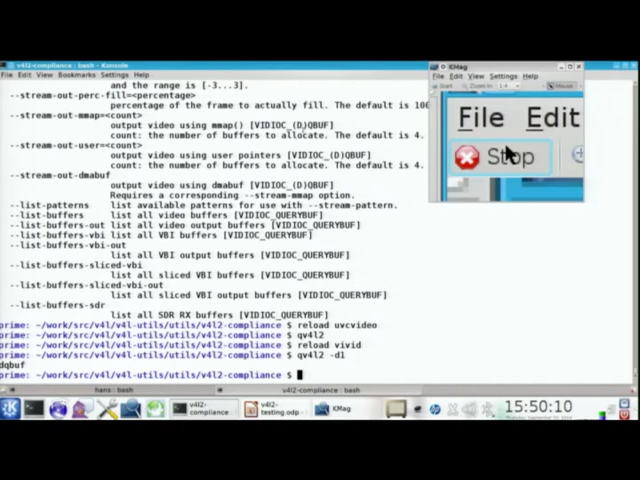 v4l2-compliance : bash - Konsole
File Edit View Bookmarks Settings Help
and the range is [-3...3].
--stream-out-perc-fill=<percentage>
percentage of the frame to actually fill. The default is 100
--stream-out-mmap=<count>
output video using mmap() [VIDIOC_(D)QBUF]
count: the number of buffers to allocate. The default is 4.
--stream-out-user=<count>
output video using user pointers [VIDIOC_(D)QBUF]
count: the number of buffers to allocate. The default is 4.
--stream-out-dmabuf
output video using dmabuf [VIDIOC_(D)QBUF]
Requires a corresponding --stream-mmap option.
--list-patterns list available patterns for use with --stream-pattern.
--list-buffers list all video buffers [VIDIOC_QUERYBUF]
--list-buffers-out list all video output buffers [VIDIOC_QUERYBUF]
--list-buffers-vbi list all VBI buffers [VIDIOC_QUERYBUF]
--list-buffers-vbi-out
list all VBI output buffers [VIDIOC_QUERYBUF]
--list-buffers-sliced-vbi
list all sliced VBI buffers [VIDIOC_QUERYBUF]
--list-buffers-sliced-vbi-out
list all sliced VBI output buffers [VIDIOC_QUERYBUF]
--list-buffers-sdr
list all SDR RX buffers [VIDIOC_QUERYBUF]
prime: ~/work/src/v4l/v4l-utils/utils/v4l2-compliance $ reload uvcvideo
prime: ~/work/src/v4l/v4l-utils/utils/v4l2-compliance $ qv4l2
prime: ~/work/src/v4l/v4l-utils/utils/v4l2-compliance $ reload vivid
prime: ~/work/src/v4l/v4l-utils/utils/v4l2-compliance $ qv4l2 -d1
dqbuf
prime: ~/work/src/v4l/v4l-utils/utils/v4l2-compliance $
KMag
File Edit View Settings Help
Start Zoom In 1:4 Mouse
File Edit
Stop
hans : bash v4l2-compliance : bash
v4l2-compliance :
v4l2-testing.odp -
KMag
15:50:10